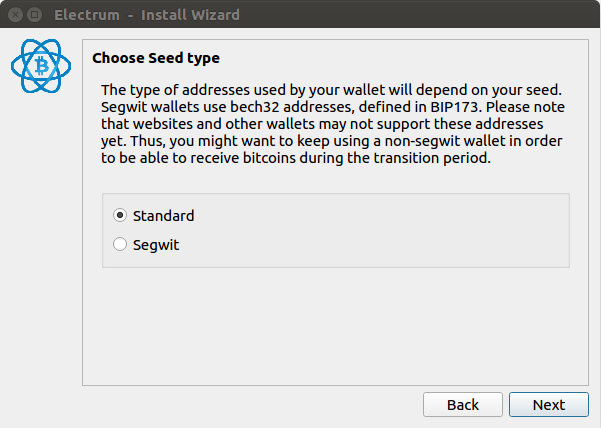 Electrum - Install Wizard
Choose Seed type
The type of addresses used by your wallet will depend on your seed.
Segwit wallets use bech32 addresses, defined in BIP173. Please note
that websites and other wallets may not support these addresses
yet. Thus, you might want to keep using a non-segwit wallet in order
to be able to receive bitcoins during the transition period.
Standard
Segwit
Back Next